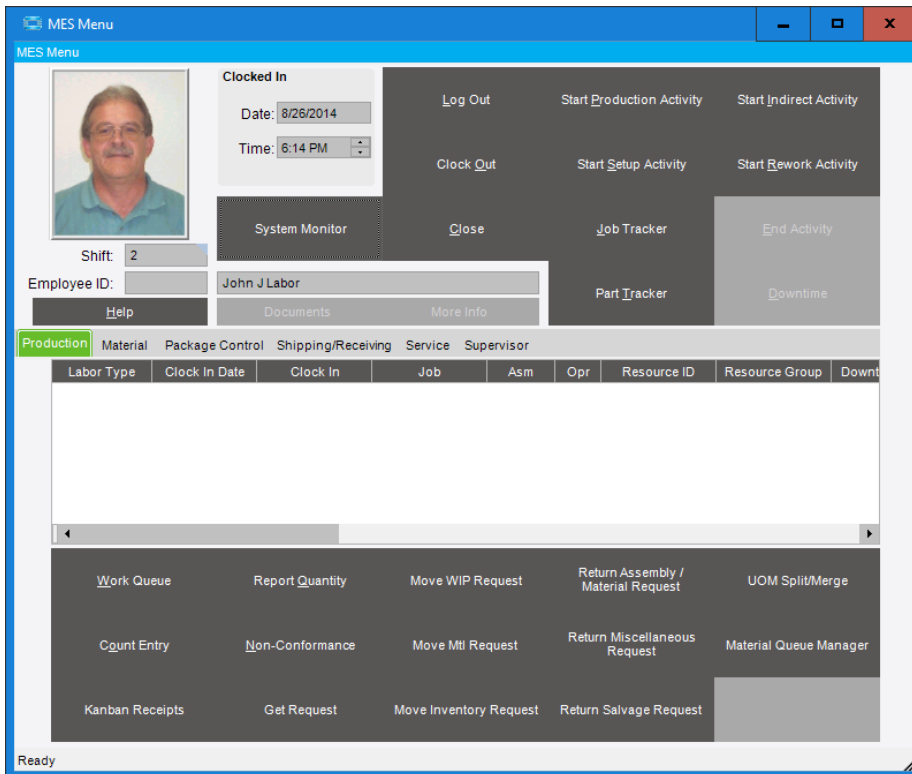 MES Menu
MES Menu
Clocked In
Date: 8/26/2014
Time: 6:14 PM
Log Out
Start Production Activity
Start Indirect Activity
Clock Out
Start Setup Activity
Start Rework Activity
System Monitor
Close
Job Tracker
End Activity
Shift: 2
Employee ID:
John J Labor
Part Tracker
Downtime
Help
Documents
More Info
Production Material Package Control Shipping/Receiving Service Supervisor
Labor Type Clock In Date Clock In Job Asm Opr Resource ID Resource Group Downt
Work Queue
Report Quantity
Move WIP Request
Return Assembly /
Material Request
UOM Split/Merge
Count Entry
Non-Conformance
Move Mtl Request
Return Miscellaneous
Request
Material Queue Manager
Kanban Receipts
Get Request
Move Inventory Request
Return Salvage Request
Ready